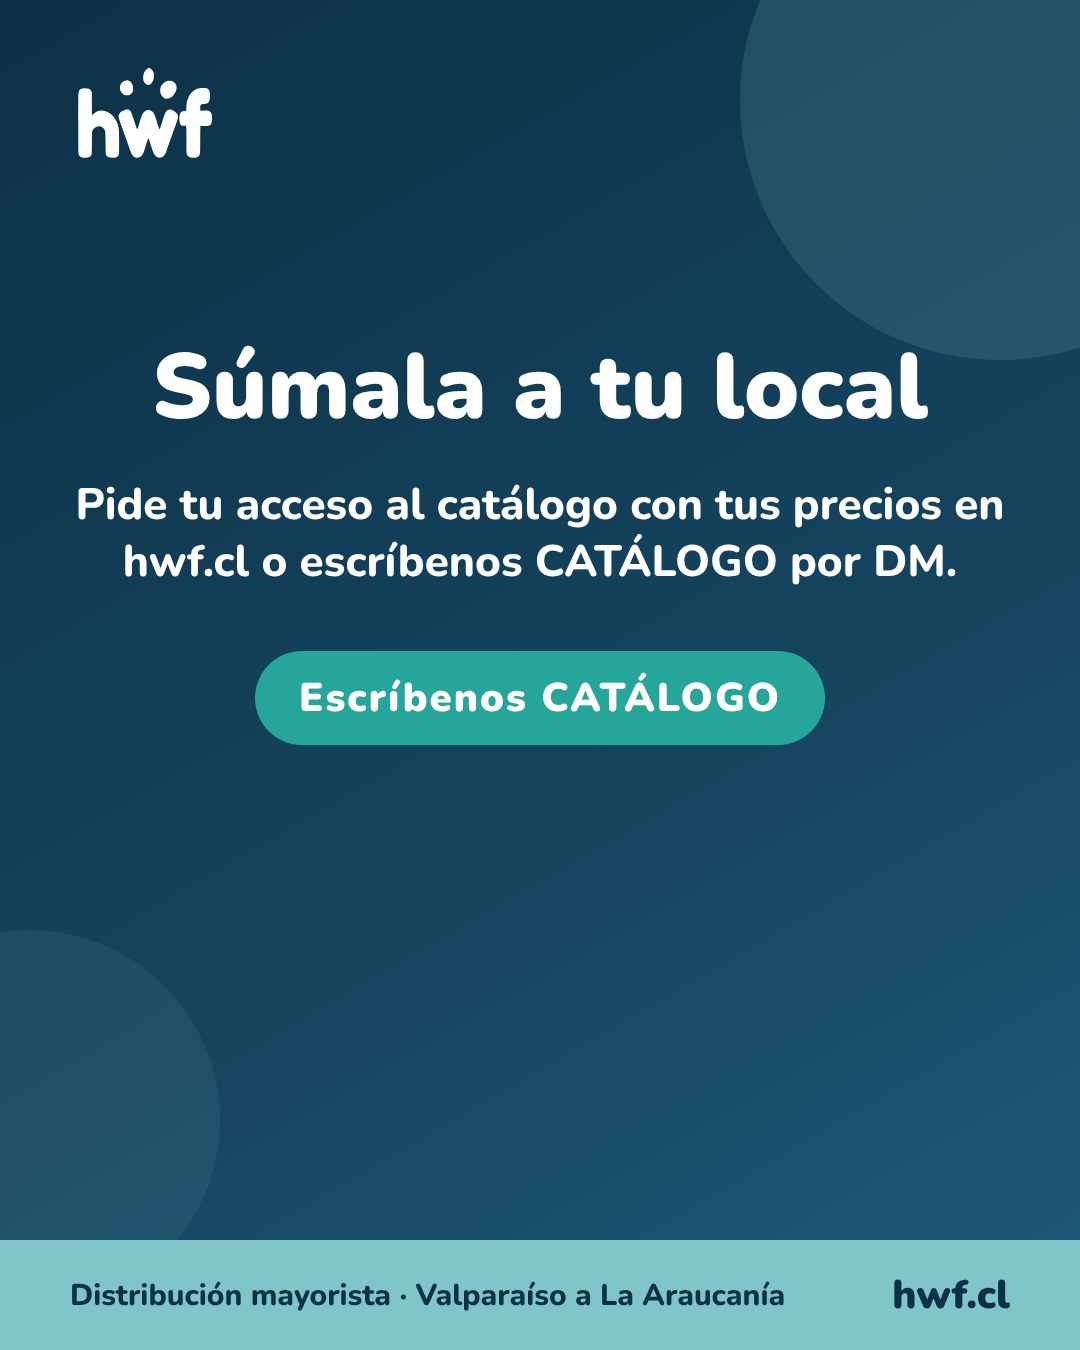 hwf
Súmala a tu local
Pide tu acceso al catálogo con tus precios en
hwf.cl o escríbenos CATÁLOGO por DM.
Escríbenos CATÁLOGO
Distribución mayorista · Valparaíso a La Araucanía
hwf.cl